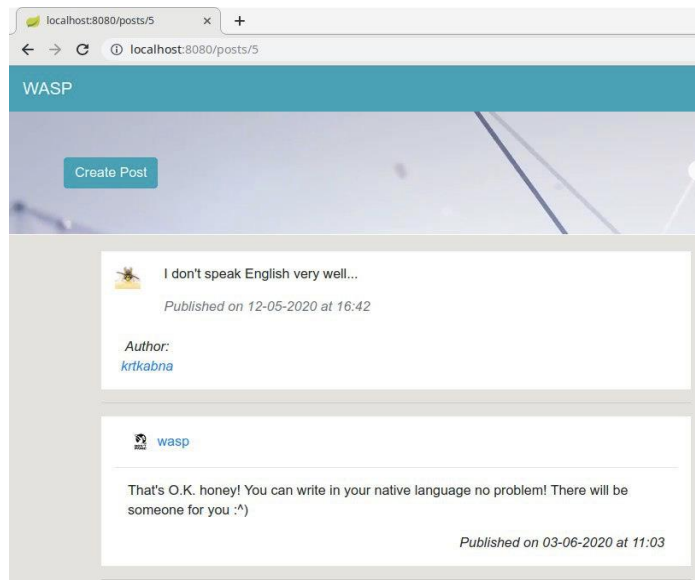 localhost:8080/posts/5
localhost:8080/posts/5
WASP
Create Post
I don't speak English very well...
Published on 12-05-2020 at 16:42
Author:
krtkabna
wasp
That's O.K. honey! You can write in your native language no problem! There will be
someone for you :^)
Published on 03-06-2020 at 11:03